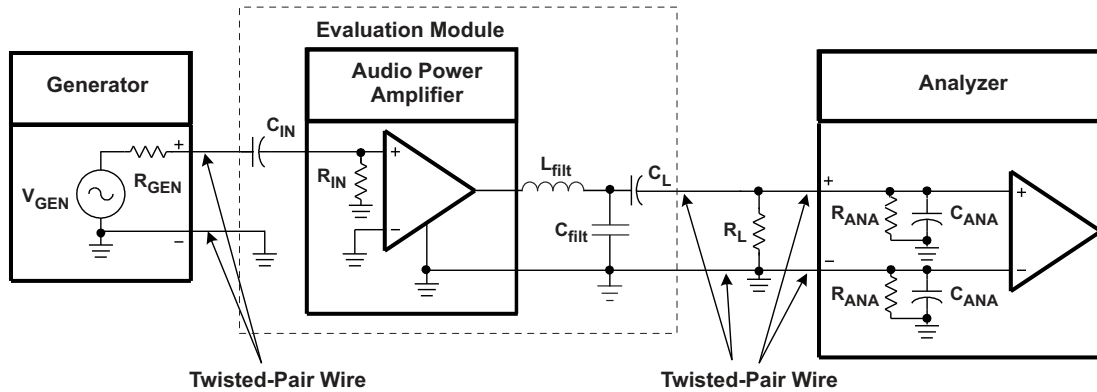 Evaluation Module
Generator
Audio Power
Amplifier
Analyzer
C_IN
+
R_GEN
V_GEN
−
R_IN
+
−
L_filt
C_L
C_filt
R_L
+
R_ANA
C_ANA
+
−
R_ANA
C_ANA
−
Twisted-Pair Wire
Twisted-Pair Wire